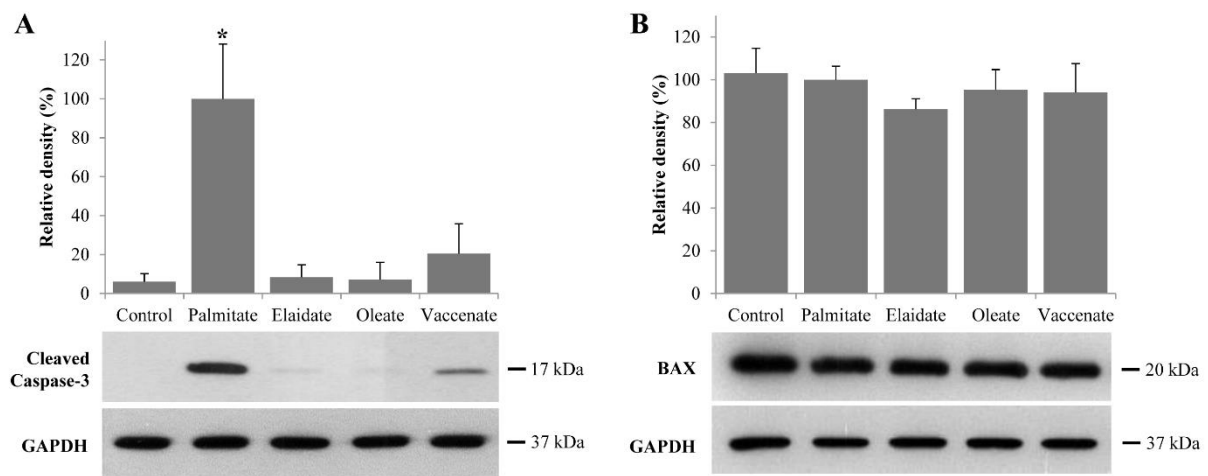 A
*
Relative density (%)
120
100
80
60
40
20
0
Control Palmitate Elaidate Oleate Vaccenate
Cleaved
Caspase-3
17 kDa
GAPDH
37 kDa
B
Relative density (%)
120
100
80
60
40
20
0
Control Palmitate Elaidate Oleate Vaccenate
BAX
20 kDa
GAPDH
37 kDa